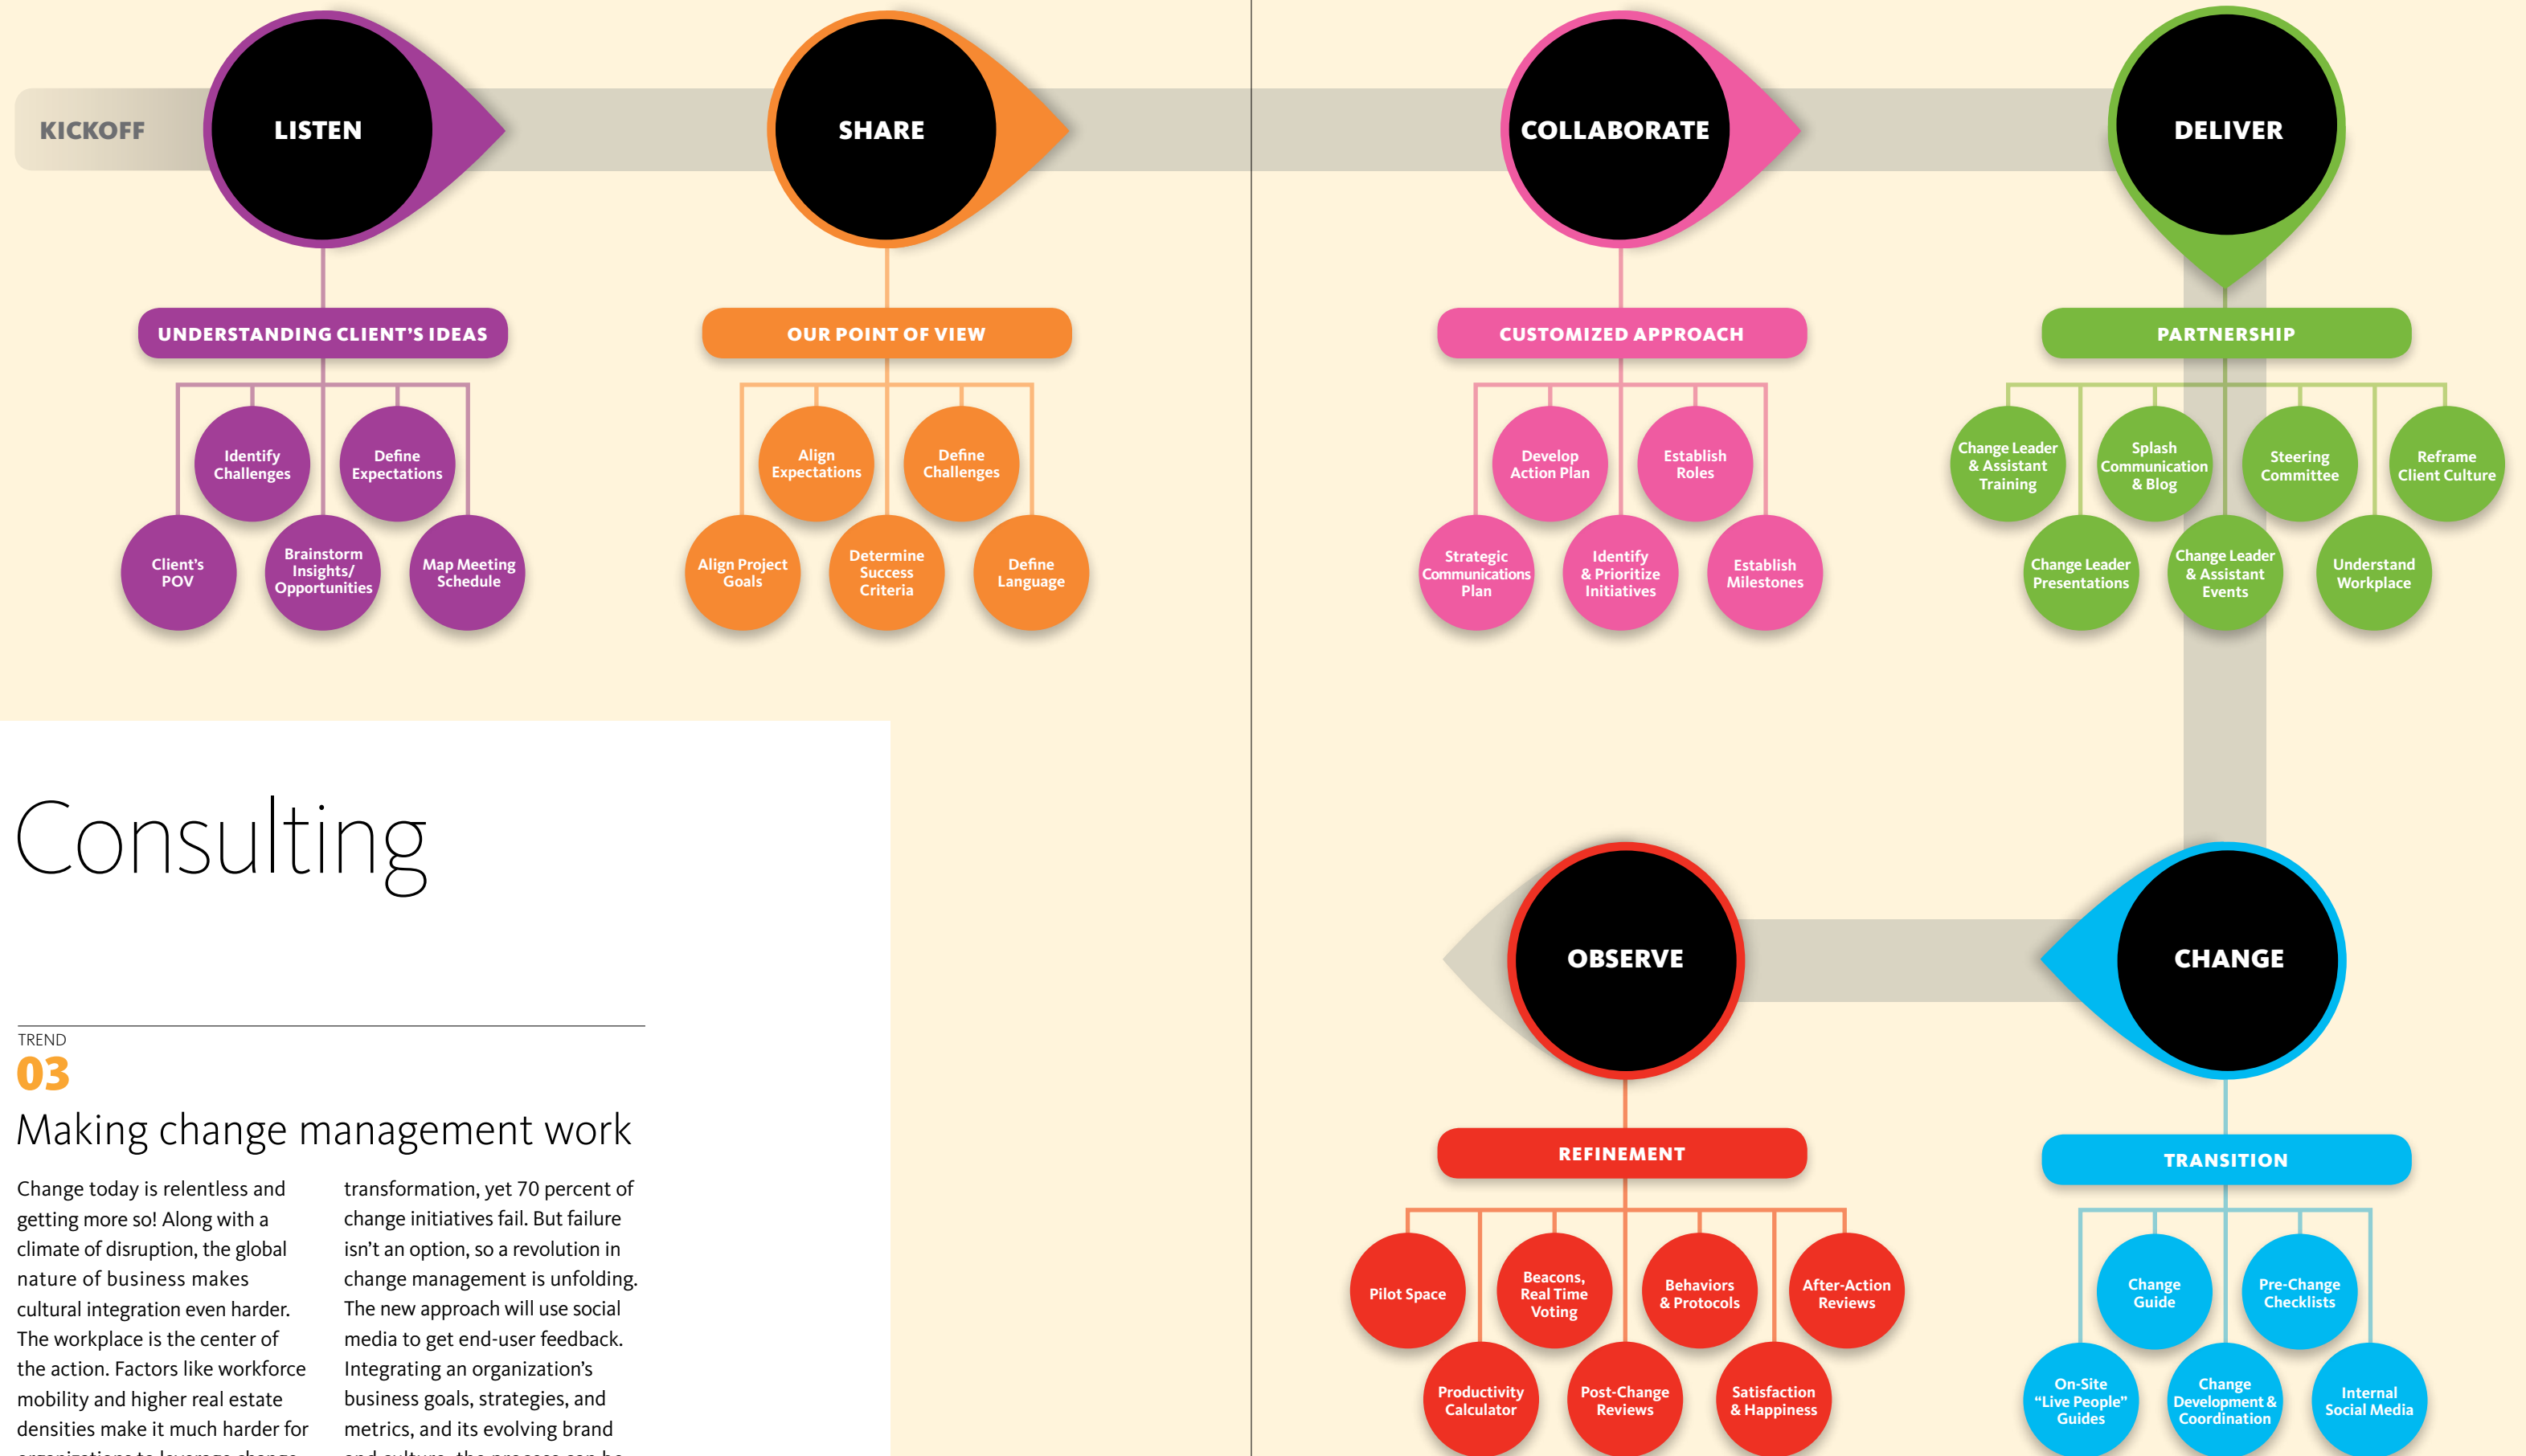 KICKOFF
LISTEN
SHARE
COLLABORATE
DELIVER
UNDERSTANDING CLIENT’S IDEAS
Identify
Challenges
Define
Expectations
Client’s
POV
Brainstorm
Insights/
Opportunities
Map Meeting
Schedule
OUR POINT OF VIEW
Align
Expectations
Define
Challenges
Align Project
Goals
Determine
Success
Criteria
Define
Language
CUSTOMIZED APPROACH
Develop
Action Plan
Establish
Roles
Strategic
Communications
Plan
Identify
& Prioritize
Initiatives
Establish
Milestones
PARTNERSHIP
Change Leader
& Assistant
Training
Splash
Communication
& Blog
Steering
Committee
Reframe
Client Culture
Change Leader
Presentations
Change Leader
& Assistant
Events
Understand
Workplace
Consulting
TREND
03
Making change management work
Change today is relentless and
getting more so! Along with a
climate of disruption, the global
nature of business makes
cultural integration even harder.
The workplace is the center of
the action. Factors like workforce
mobility and higher real estate
densities make it much harder for
organizations to leverage change
transformation, yet 70 percent of
change initiatives fail. But failure
isn’t an option, so a revolution in
change management is unfolding.
The new approach will use social
media to get end-user feedback.
Integrating an organization’s
business goals, strategies, and
metrics, and its evolving brand
and culture, the process can be
OBSERVE
CHANGE
REFINEMENT
Pilot Space
Beacons,
Real Time
Voting
Behaviors
& Protocols
After-Action
Reviews
Productivity
Calculator
Post-Change
Reviews
Satisfaction
& Happiness
TRANSITION
Change
Guide
Pre-Change
Checklists
On-Site
“Live People”
Guides
Change
Development &
Coordination
Internal
Social Media